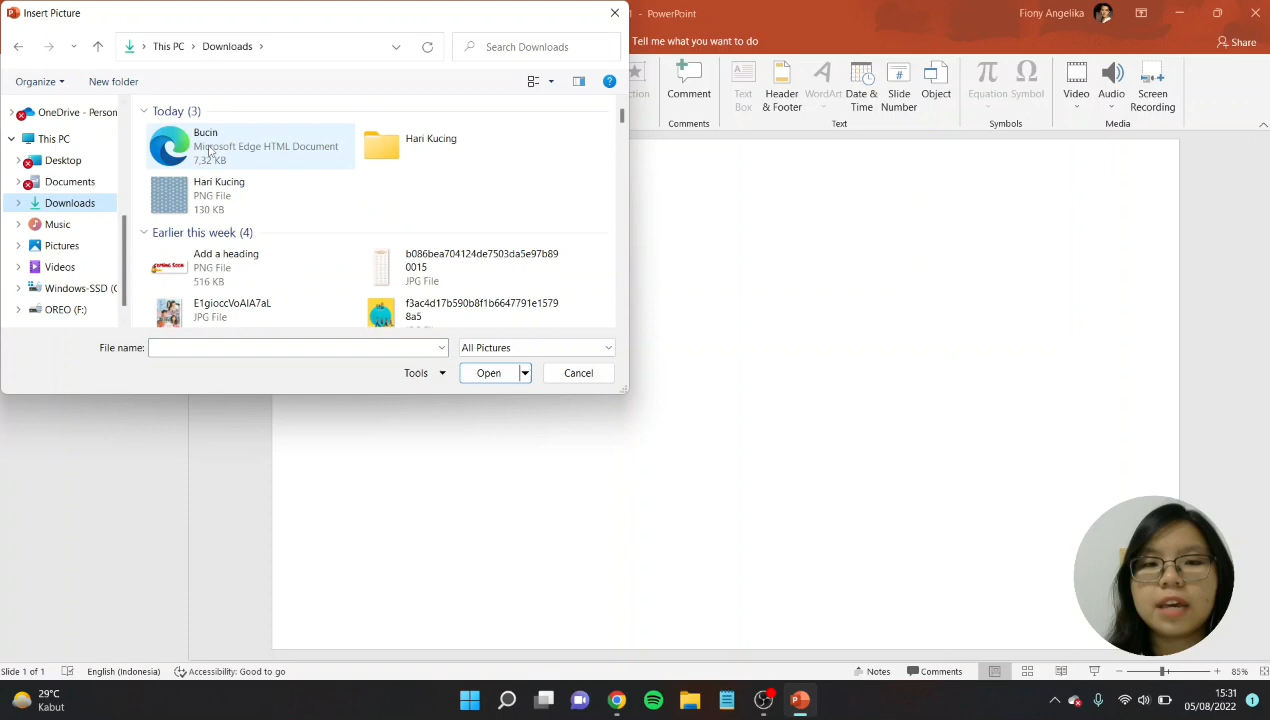 Insert Picture
- PowerPoint
Fiony Angelika
This PC
Downloads
Search Downloads
Tell me what you want to do
Share
Organize
New folder
Comment
Text Box
Header & Footer
WordArt
Date & Time
Slide Number
Object
Equation
Symbol
Video
Audio
Screen Recording
Comments
Text
Symbols
Media
OneDrive - Person
This PC
Desktop
Documents
Downloads
Music
Pictures
Videos
Windows-SSD (C
OREO (F:)
Today (3)
Bucin
Microsoft Edge HTML Document
7,32 KB
Hari Kucing
Hari Kucing
PNG File
130 KB
Earlier this week (4)
Add a heading
PNG File
516 KB
b086bea704124de7503da5e97b89
0015
JPG File
E1gioccVoAIA7aL
JPG File
f3ac4d17b590b8f1b6647791e1579
8a5
File name:
All Pictures
Tools
Open
Cancel
Slide 1 of 1
English (Indonesia)
Accessibility: Good to go
Notes
Comments
85%
29°C
Kabut
15:31
05/08/2022
1